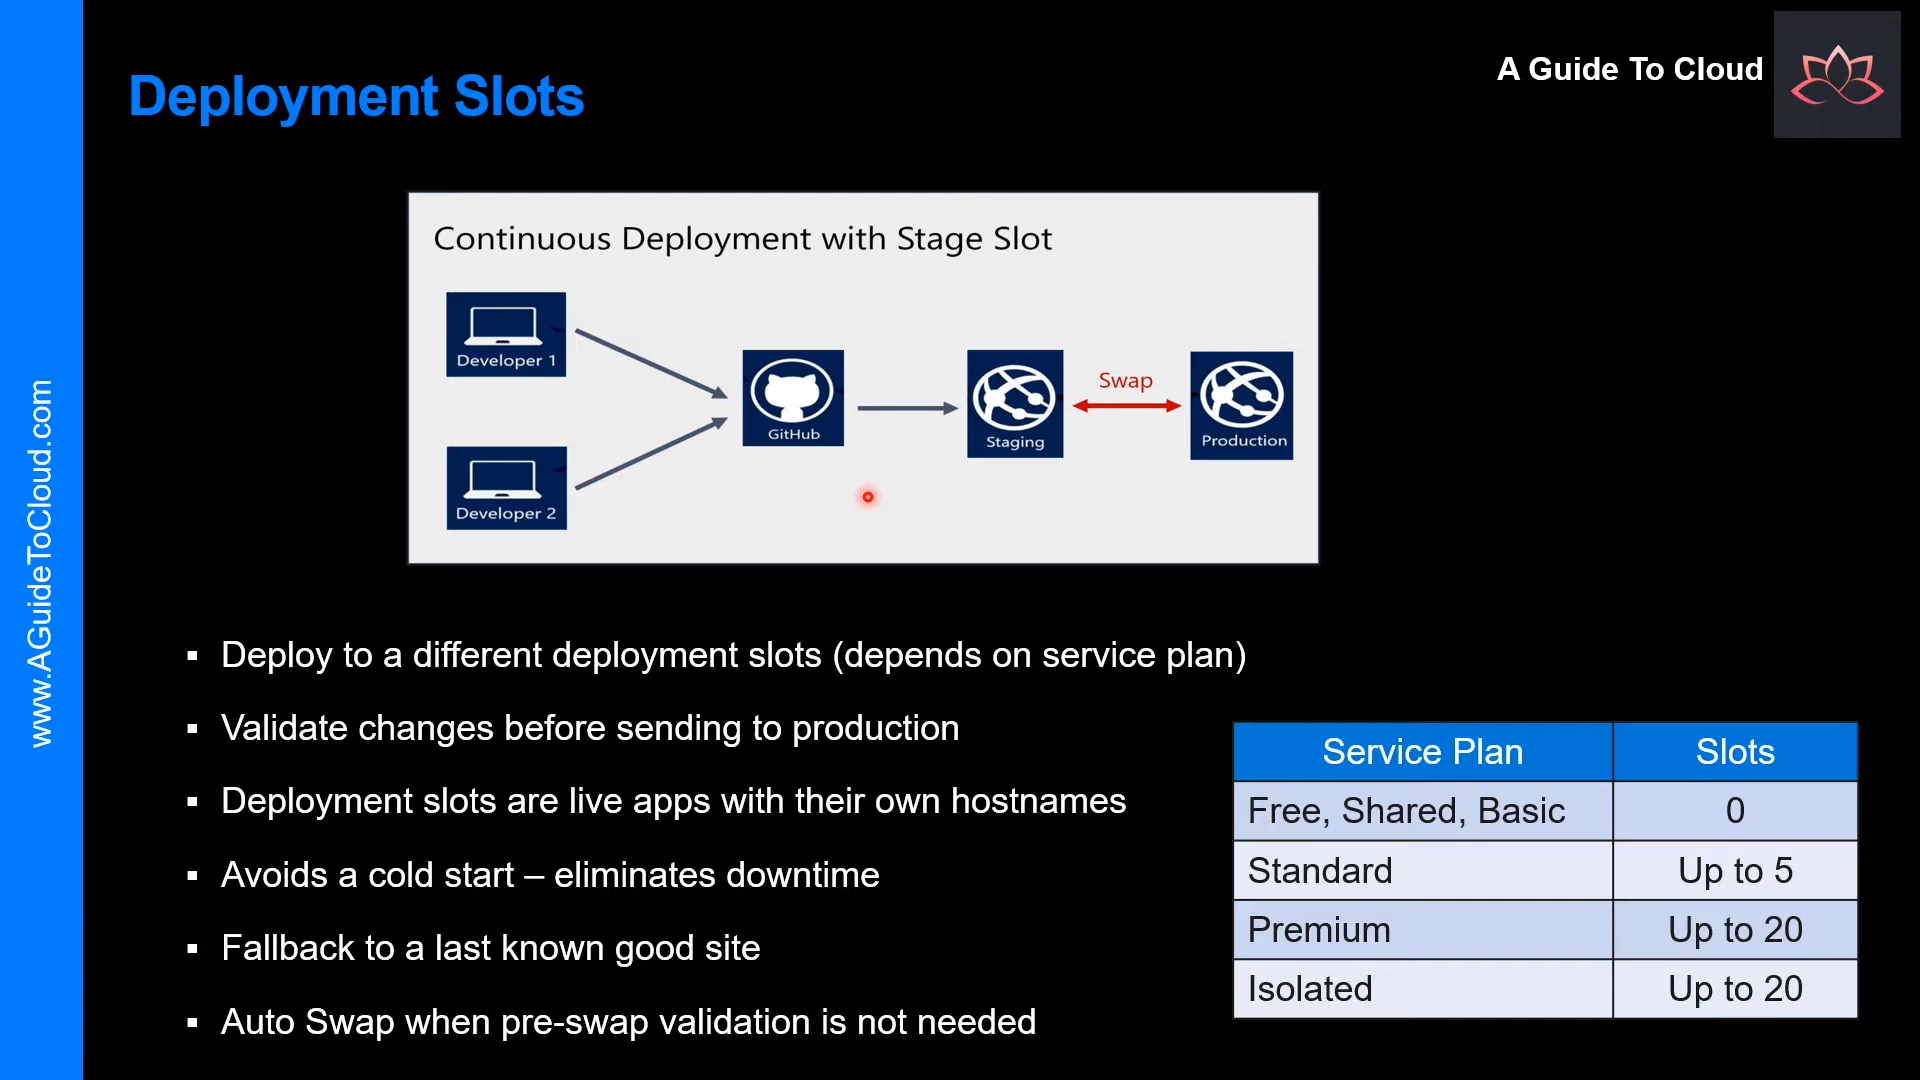 Deployment Slots
A Guide To Cloud
www.AGuideToCloud.com
Continuous Deployment with Stage Slot
Developer 1
Developer 2
GitHub
Staging
Swap
Production
▪ Deploy to a different deployment slots (depends on service plan)
▪ Validate changes before sending to production
▪ Deployment slots are live apps with their own hostnames
▪ Avoids a cold start – eliminates downtime
▪ Fallback to a last known good site
▪ Auto Swap when pre-swap validation is not needed
Service Plan Slots
Free, Shared, Basic 0
Standard Up to 5
Premium Up to 20
Isolated Up to 20